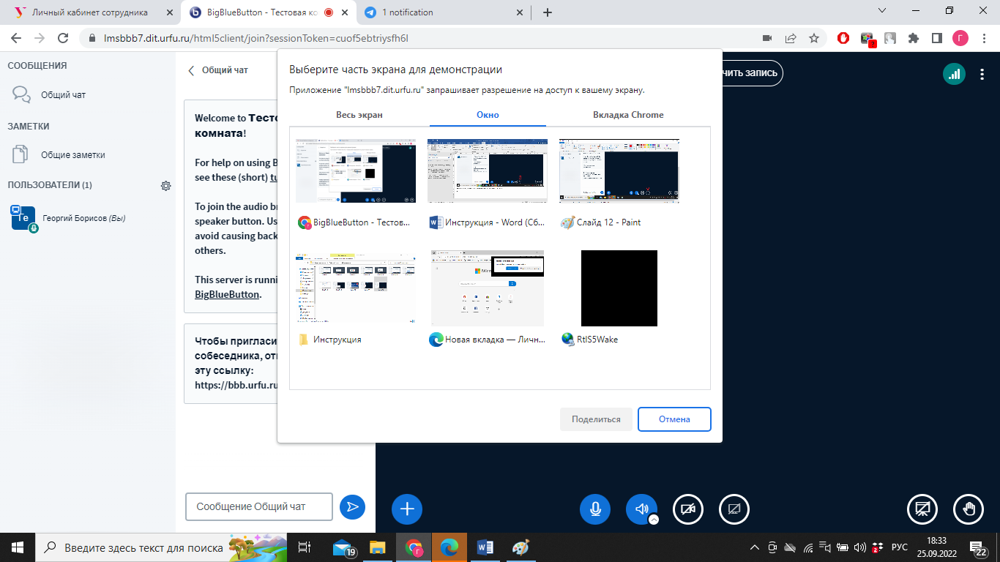 Личный кабинет сотрудника
BigBlueButton - Тестовая ко
1 notification
lmsbbb7.dit.urfu.ru/html5client/join?sessionToken=cuof5ebtriysfh6l
?
Г
СООБЩЕНИЯ
Общий чат
ЗАМЕТКИ
Общие заметки
ПОЛЬЗОВАТЕЛИ (1)
Te
Георгий Борисов (Вы)
Общий чат
Welcome to Тесто
комната!
For help on using B
see these (short) tu
To join the audio br
speaker button. Us
avoid causing back
others.
This server is runni
BigBlueButton.
Чтобы пригласи
собеседника, отп
эту ссылку:
https://bbb.urfu.ru
Сообщение Общий чат
чить запись
Выберите часть экрана для демонстрации
Приложение "lmsbbb7.dit.urfu.ru" запрашивает разрешение на доступ к вашему экрану.
Весь экран
Окно
Вкладка Chrome
BigBlueButton - Тестов...
Инструкция - Word (Сб...
Слайд 12 - Paint
Инструкция
Новая вкладка — Личн...
RtlS5Wake
Поделиться
Отмена
Введите здесь текст для поиска
19
Г
РУС
18:33
25.09.2022
22